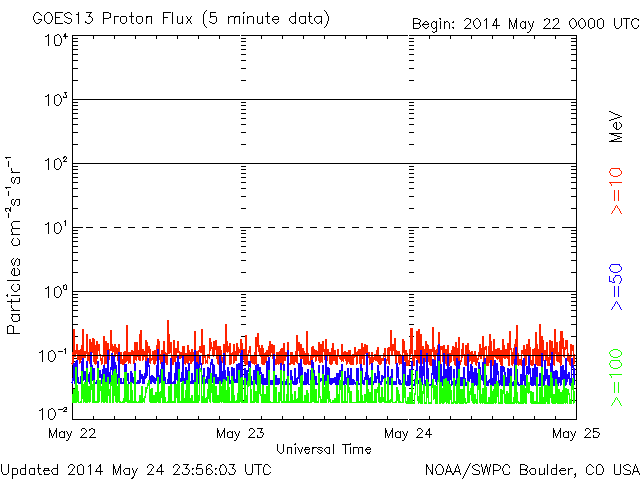 GOES13 Proton Flux (5 minute data)
Begin: 2014 May 22 0000 UTC
Particles cm⁻²s⁻¹sr⁻¹
10⁴
10³
10²
10¹
10⁰
10⁻¹
10⁻²
May 22
May 23
May 24
May 25
Universal Time
MeV
>=10
>=50
>=100
Updated 2014 May 24 23:56:03 UTC
NOAA/SWPC Boulder, CO USA